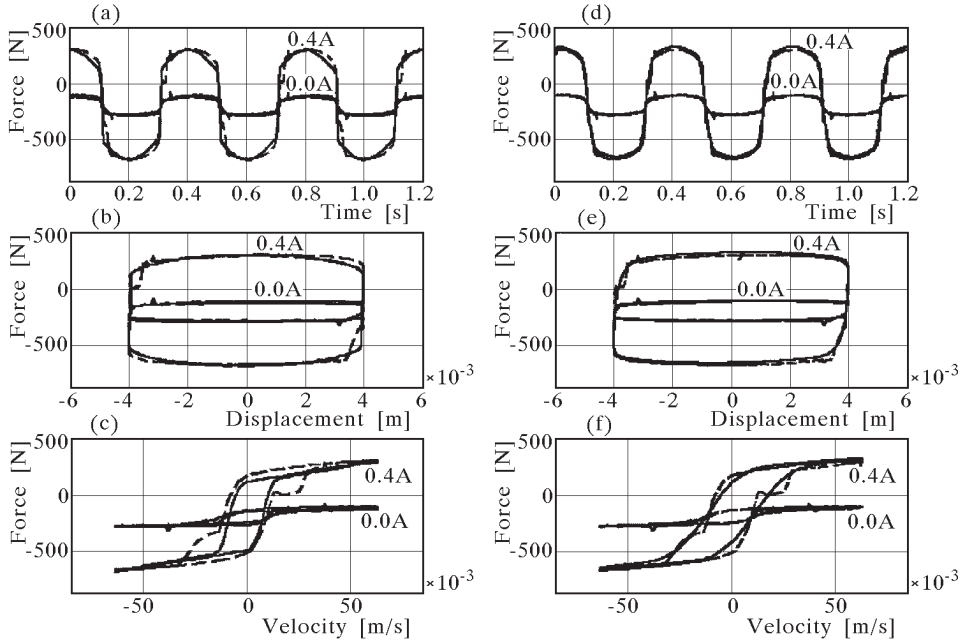 (a) (d)
Force [N] 500 0 -500 0.4A 0.0A
Force [N] 500 0 -500 0.4A 0.0A
0 0.2 0.4 0.6 0.8 1.0 1.2
0 0.2 0.4 0.6 0.8 1.0 1.2
Time [s] Time [s]
(b) (e)
Force [N] 500 0 -500 0.4A 0.0A
Force [N] 500 0 -500 0.4A 0.0A
×10-3 ×10-3
-6 -4 -2 0 2 4 6
-6 -4 -2 0 2 4 6
Displacement [m] Displacement [m]
(c) (f)
Force [N] 500 0 -500 0.4A 0.0A
Force [N] 500 0 -500 0.4A 0.0A
×10-3 ×10-3
-50 0 50
-50 0 50
Velocity [m/s] Velocity [m/s]